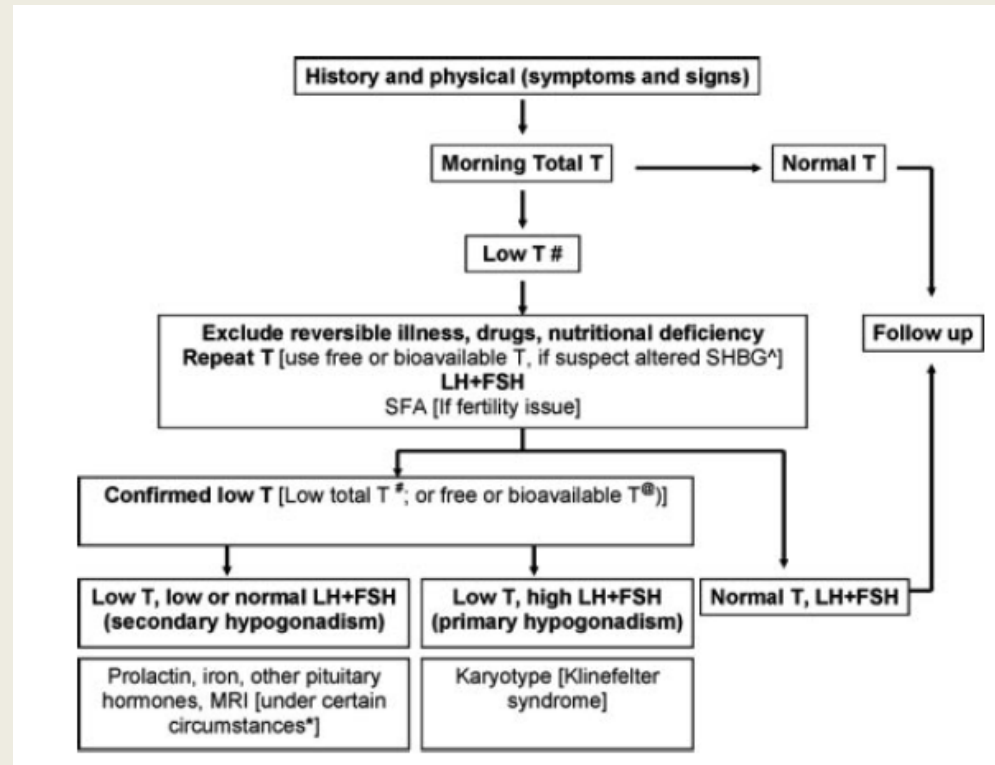 History and physical (symptoms and signs)
Morning Total T
Normal T
Low T #
Exclude reversible illness, drugs, nutritional deficiency
Repeat T [use free or bioavailable T, if suspect altered SHBG^]
LH+FSH
SFA [If fertility issue]
Follow up
Confirmed low T [Low total T #; or free or bioavailable T@)]
Low T, low or normal LH+FSH
(secondary hypogonadism)
Low T, high LH+FSH
(primary hypogonadism)
Normal T, LH+FSH
Prolactin, iron, other pituitary
hormones, MRI [under certain
circumstances*]
Karyotype [Klinefelter
syndrome]